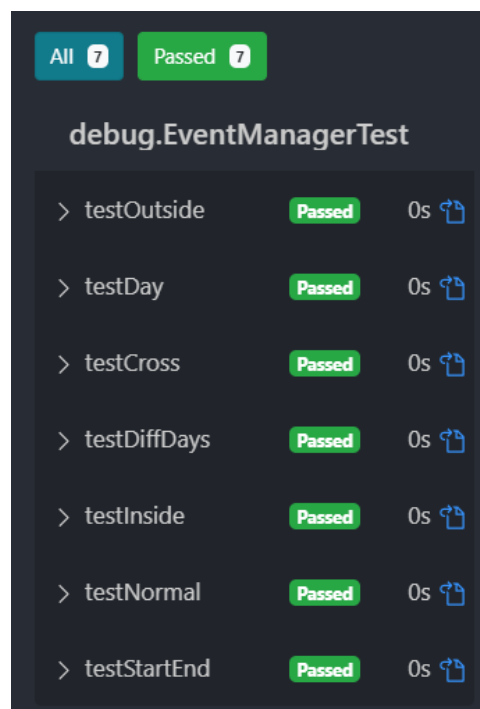 All 7 Passed 7
debug.EventManagerTest
testOutside Passed 0s
testDay Passed 0s
testCross Passed 0s
testDiffDays Passed 0s
testInside Passed 0s
testNormal Passed 0s
testStartEnd Passed 0s